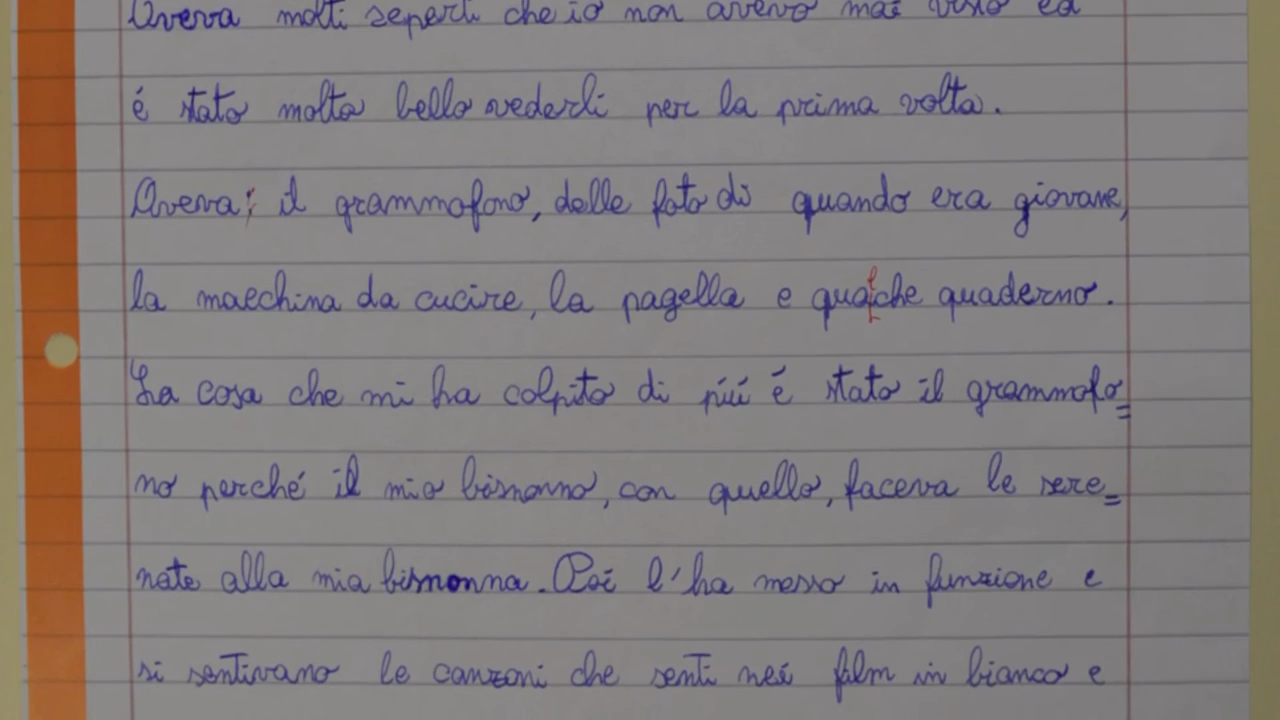 Aveva molti reperti che io non avevo mai visto ed
é stato molto bello vederli per la prima volta.
Aveva: il grammofono, delle foto di quando era giovane,
la macchina da cucire, la pagella e qualche quaderno.
La cosa che mi ha colpito di piú é stato il grammofo=
no perché il mio bisnonno, con quello, faceva le sere=
nate alla mia bisnonna. Poi l'ha messo in funzione e
si sentivano le canzoni che senti nei film in bianco e